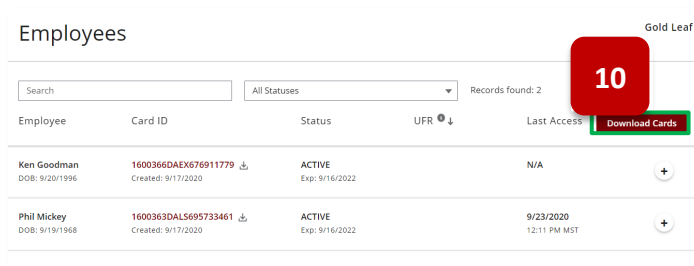 Employees
Gold Leaf
10
Search
All Statuses
Records found: 2
Employee Card ID Status UFR Last Access Download Cards
Ken Goodman 1600366DAEX676911779 ACTIVE N/A
DOB: 9/20/1996 Created: 9/17/2020 Exp: 9/16/2022
Phil Mickey 1600363DALS695733461 ACTIVE 9/23/2020
DOB: 9/19/1968 Created: 9/17/2020 Exp: 9/16/2022 12:11 PM MST